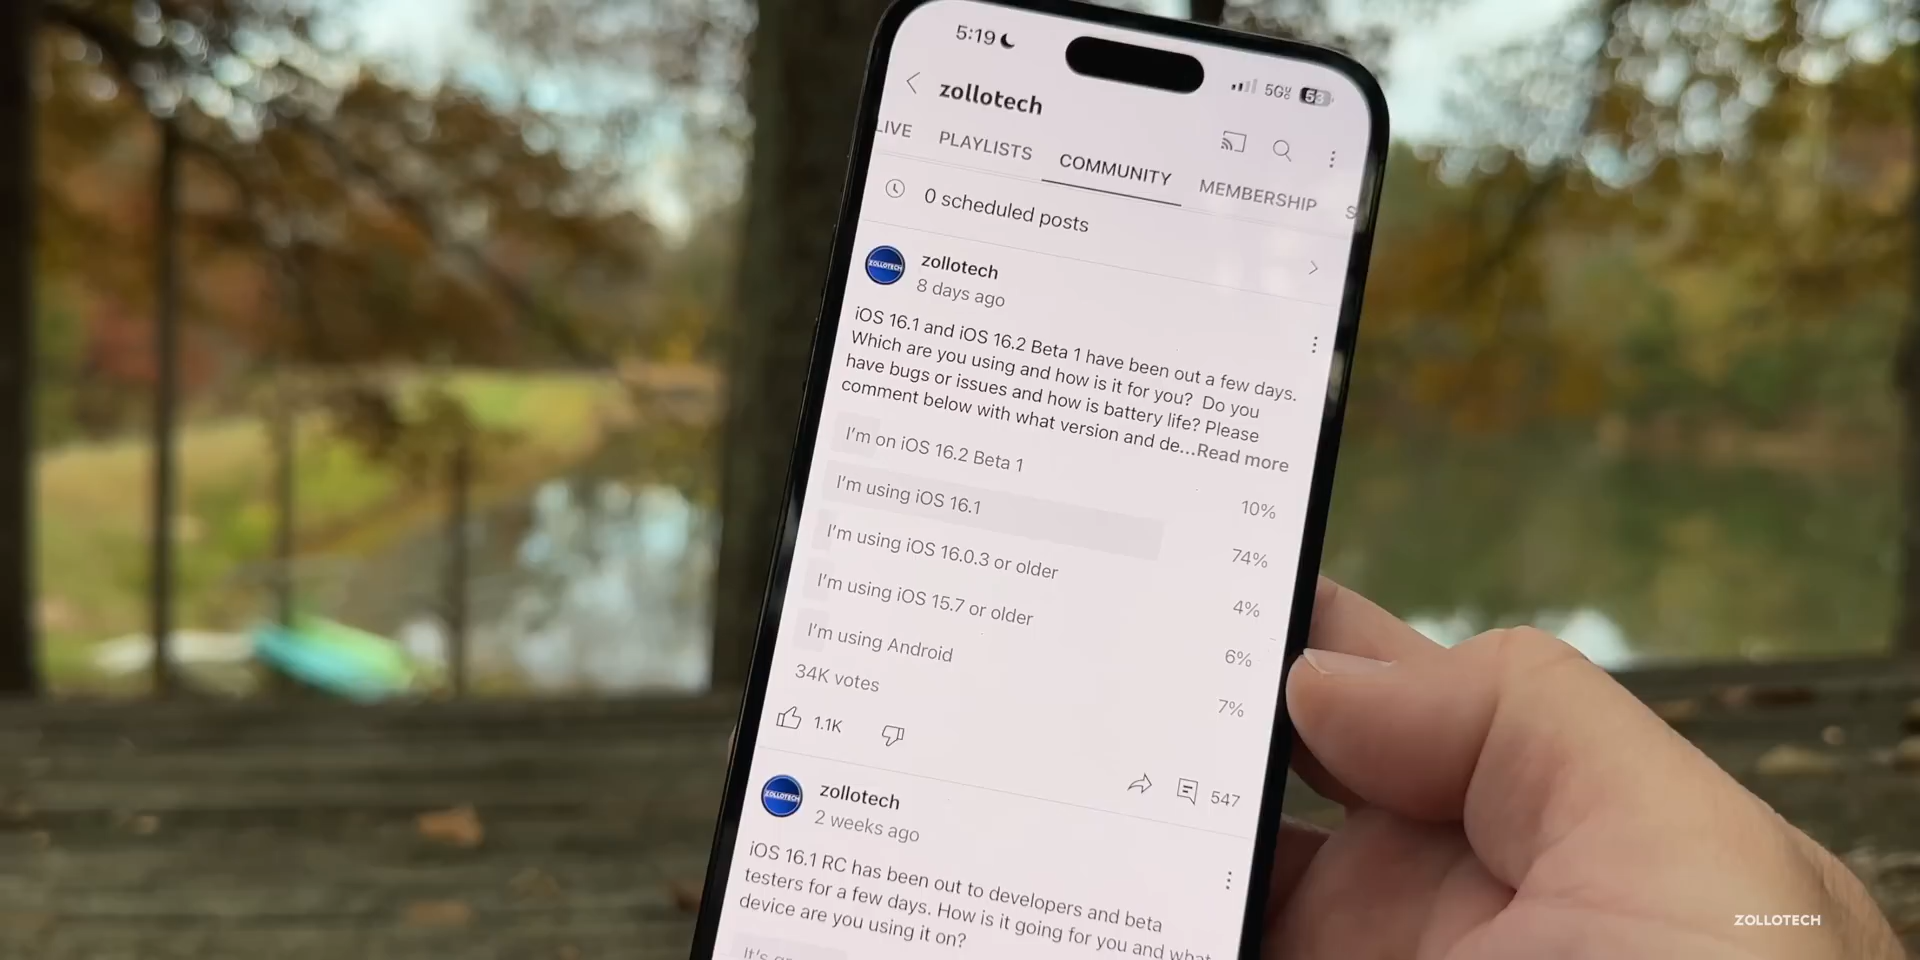 5:19
5G
53
zollotech
LIVE PLAYLISTS COMMUNITY MEMBERSHIP S
0 scheduled posts
ZOLLOTECH
zollotech
8 days ago
iOS 16.1 and iOS 16.2 Beta 1 have been out a few days.
Which are you using and how is it for you? Do you
have bugs or issues and how is battery life? Please
comment below with what version and de...Read more
I'm on iOS 16.2 Beta 1 10%
I'm using iOS 16.1 74%
I'm using iOS 16.0.3 or older 4%
I'm using iOS 15.7 or older 6%
I'm using Android 7%
34K votes
1.1K
547
ZOLLOTECH
zollotech
2 weeks ago
iOS 16.1 RC has been out to developers and beta
testers for a few days. How is it going for you and what
device are you using it on?
It's
ZOLLOTECH